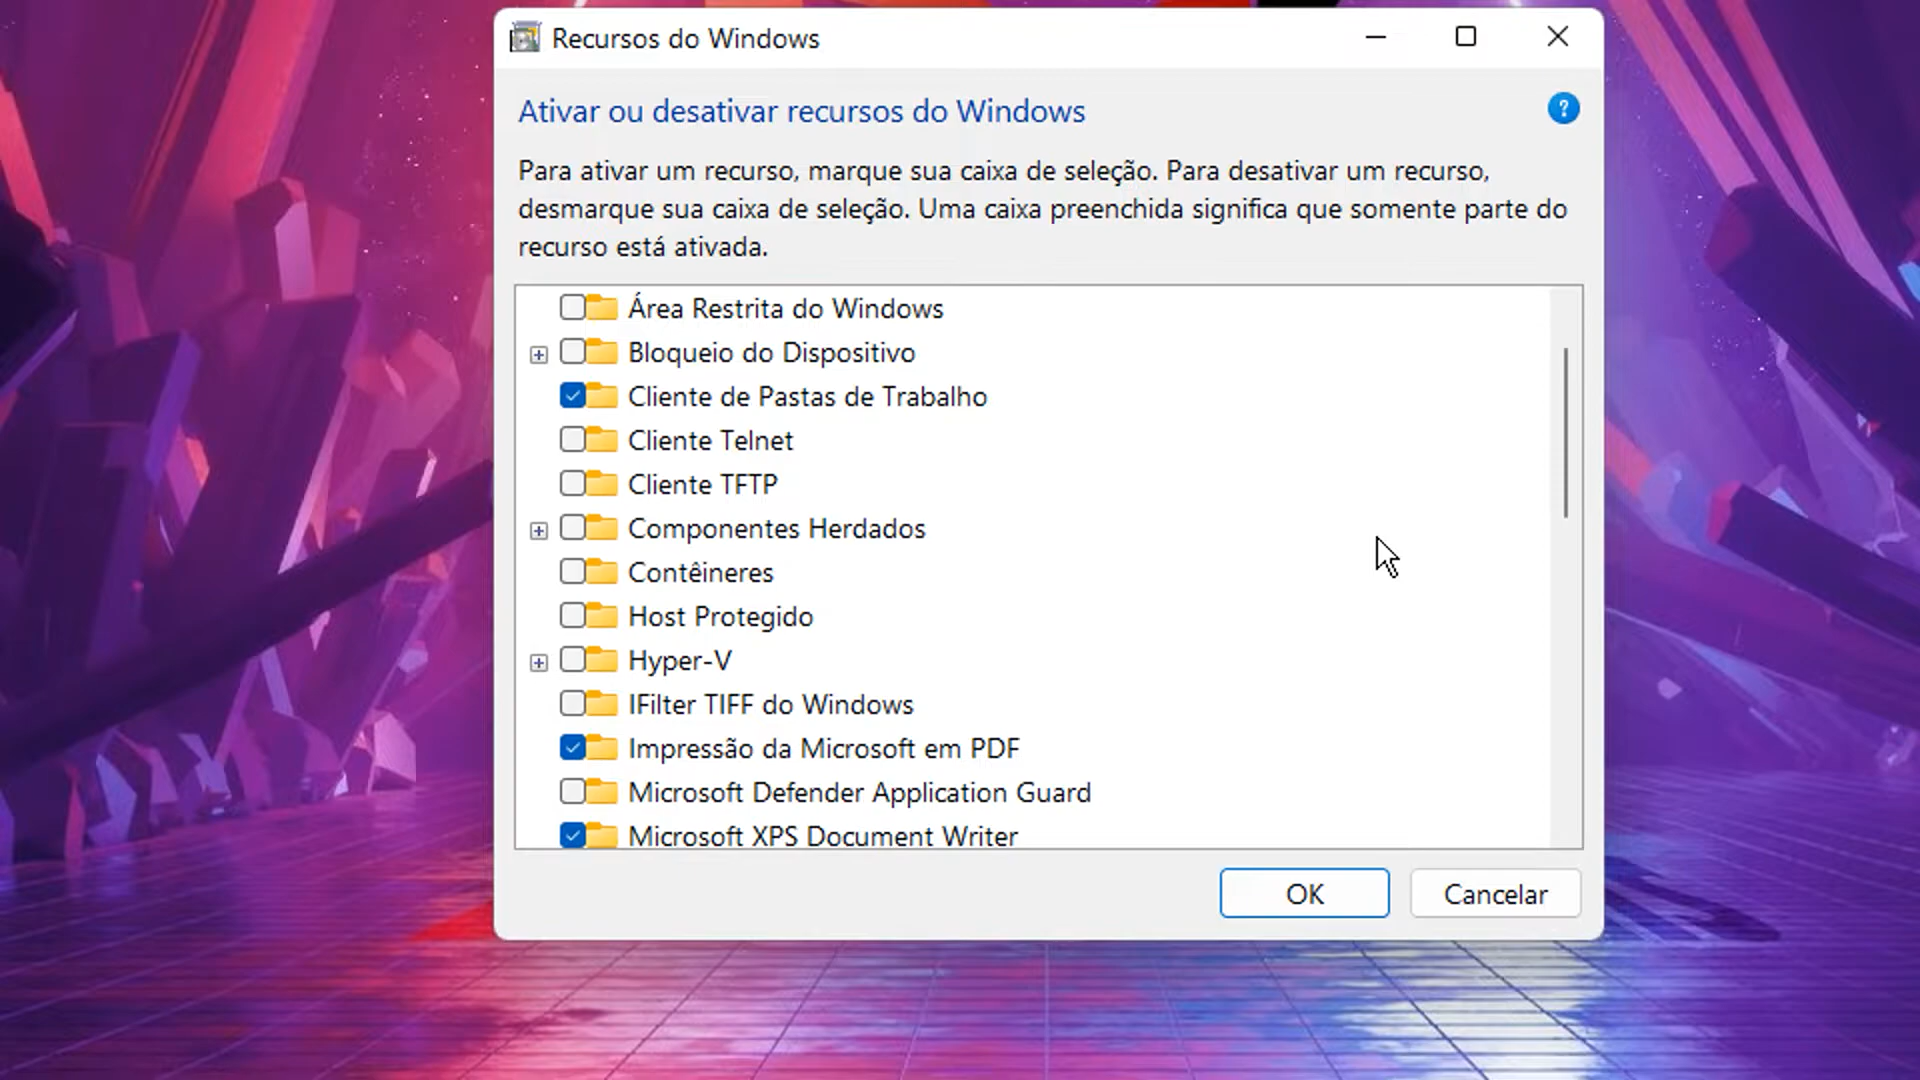 Recursos do Windows
Ativar ou desativar recursos do Windows
?
Para ativar um recurso, marque sua caixa de seleção. Para desativar um recurso,
desmarque sua caixa de seleção. Uma caixa preenchida significa que somente parte do
recurso está ativada.
Área Restrita do Windows
Bloqueio do Dispositivo
Cliente de Pastas de Trabalho
Cliente Telnet
Cliente TFTP
Componentes Herdados
Contêineres
Host Protegido
Hyper-V
IFilter TIFF do Windows
Impressão da Microsoft em PDF
Microsoft Defender Application Guard
Microsoft XPS Document Writer
OK
Cancelar